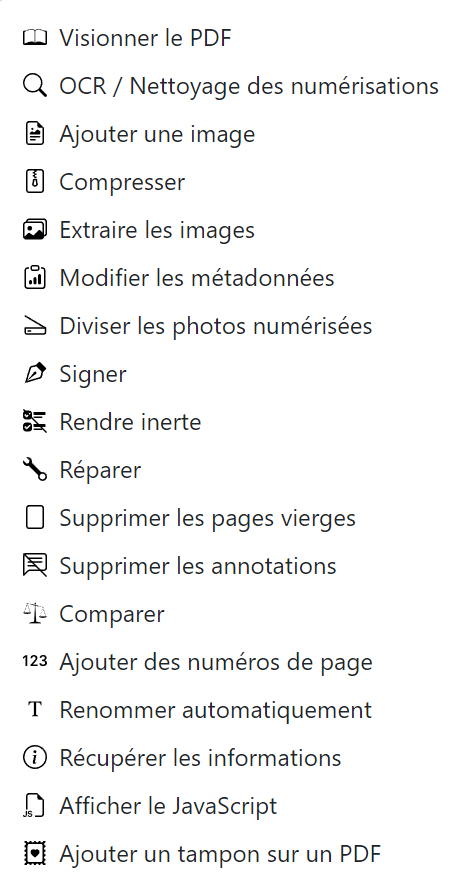 Visionner le PDF
OCR / Nettoyage des numérisations
Ajouter une image
Compresser
Extraire les images
Modifier les métadonnées
Diviser les photos numérisées
Signer
Rendre inerte
Réparer
Supprimer les pages vierges
Supprimer les annotations
Comparer
123 Ajouter des numéros de page
T Renommer automatiquement
i Récupérer les informations
JS Afficher le JavaScript
Ajouter un tampon sur un PDF